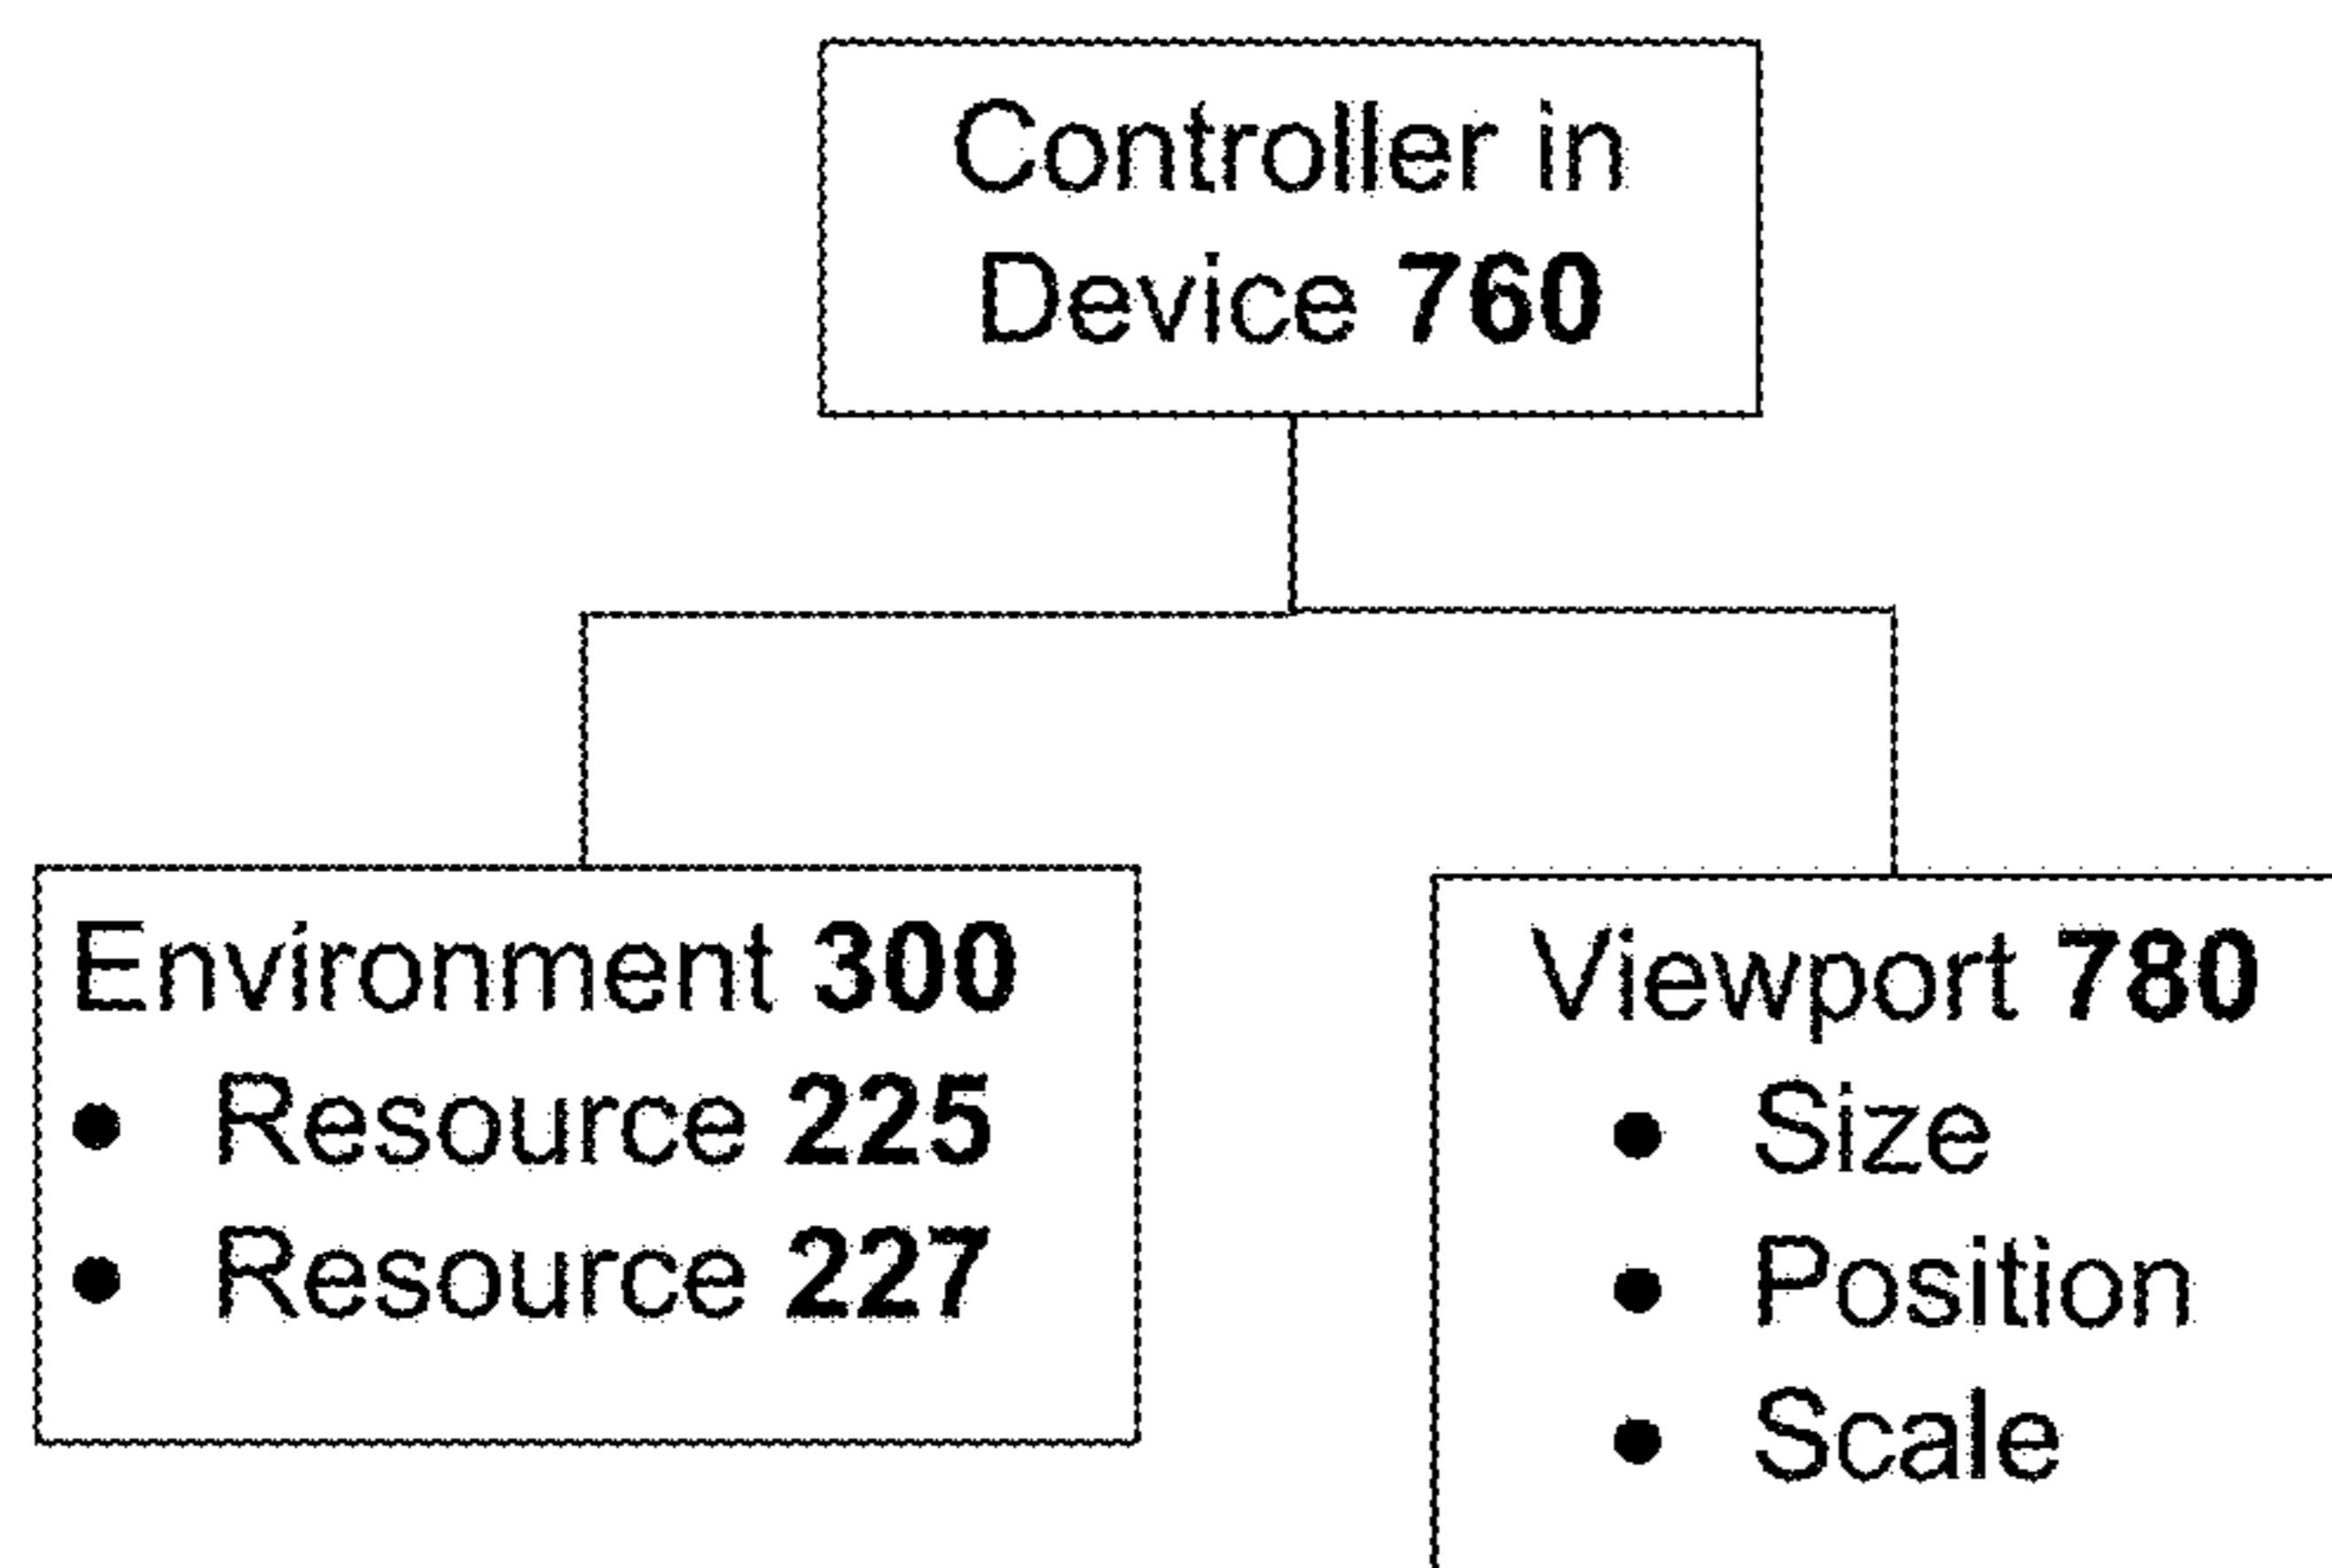 Controller in
Device 760
Environment 300
• Resource 225
• Resource 227
Viewport 780
• Size
• Position
• Scale